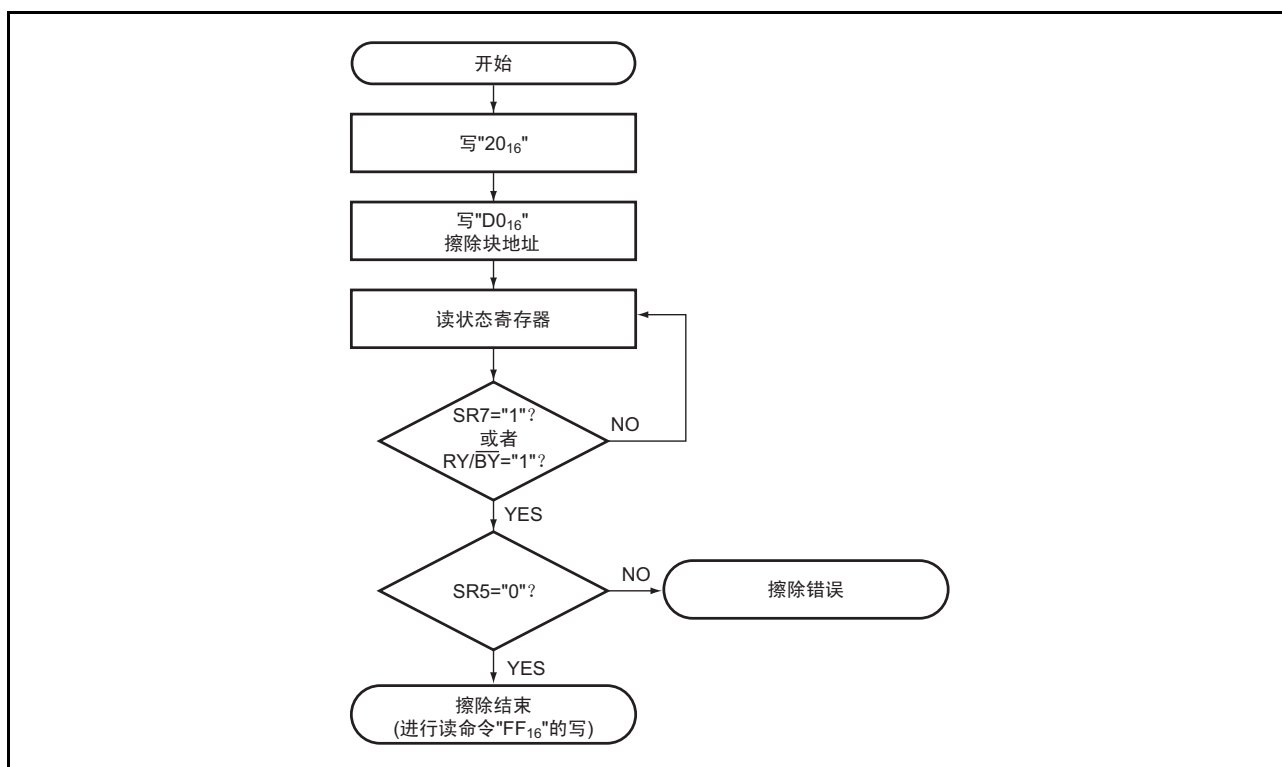 开始
写"20₁₆"
写"D0₁₆"
擦除块地址
读状态寄存器
SR7="1"?
或者
RY/B̅Y̅="1"?
NO
YES
SR5="0"?
NO
擦除错误
YES
擦除结束
(进行读命令"FF₁₆"的写)